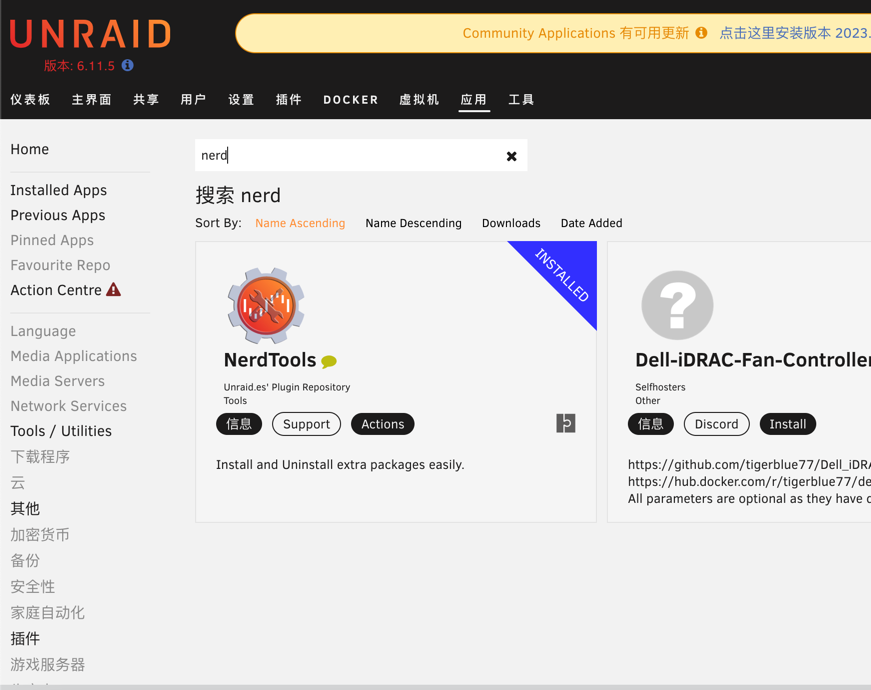 UNRAID
Community Applications 有可用更新 点击这里安装版本 2023.
版本: 6.11.5
仪表板 主界面 共享 用户 设置 插件 DOCKER 虚拟机 应用 工具
Home
Installed Apps
Previous Apps
Pinned Apps
Favourite Repo
Action Centre
Language
Media Applications
Media Servers
Network Services
Tools / Utilities
下载程序
云
其他
加密货币
备份
安全性
家庭自动化
插件
游戏服务器
nerd
搜索 nerd
Sort By: Name Ascending Name Descending Downloads Date Added
INSTALLED
NerdTools
Unraid.es' Plugin Repository
Tools
信息 Support Actions
Install and Uninstall extra packages easily.
Dell-iDRAC-Fan-Controller
Selfhosters
Other
信息 Discord Install
https://github.com/tigerblue77/Dell_iDRA
https://hub.docker.com/r/tigerblue77/de
All parameters are optional as they have d